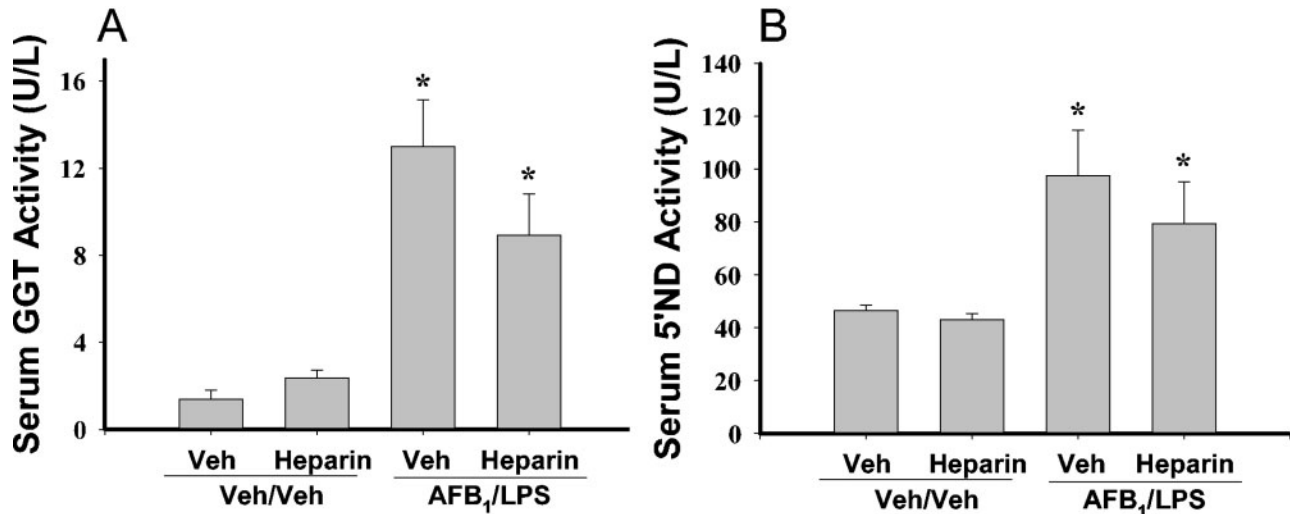 A
Serum GGT Activity (U/L)
16
12
8
4
0
*
*
Veh Heparin Veh Heparin
Veh/Veh AFB₁/LPS
B
Serum 5'ND Activity (U/L)
140
120
100
80
60
40
20
0
*
*
Veh Heparin Veh Heparin
Veh/Veh AFB₁/LPS